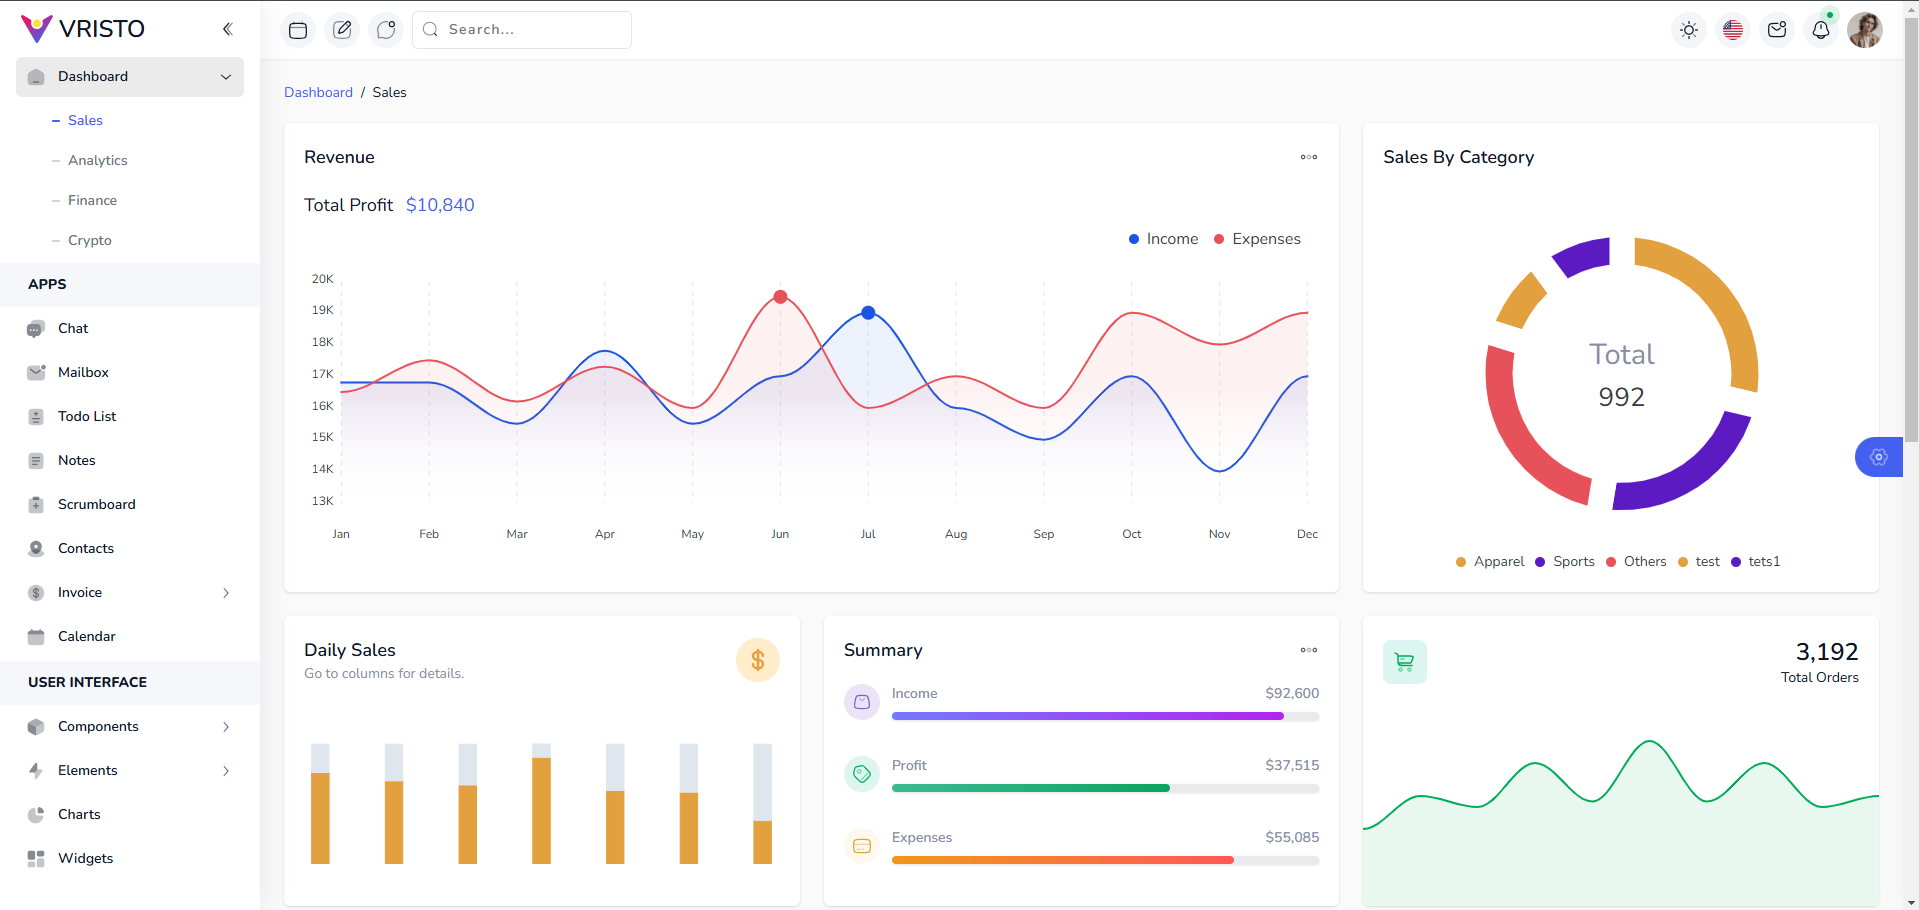 VRISTO
Search...
Dashboard
Sales
Analytics
Finance
Crypto
APPS
Chat
Mailbox
Todo List
Notes
Scrumboard
Contacts
Invoice
Calendar
USER INTERFACE
Components
Elements
Charts
Widgets
Dashboard / Sales
Revenue
Total Profit $10,840
Income Expenses
20K
19K
18K
17K
16K
15K
14K
13K
Jan Feb Mar Apr May Jun Jul Aug Sep Oct Nov Dec
Sales By Category
Total
992
Apparel Sports Others test tets1
Daily Sales
Go to columns for details.
$
Summary
Income $92,600
Profit $37,515
Expenses $55,085
3,192
Total Orders